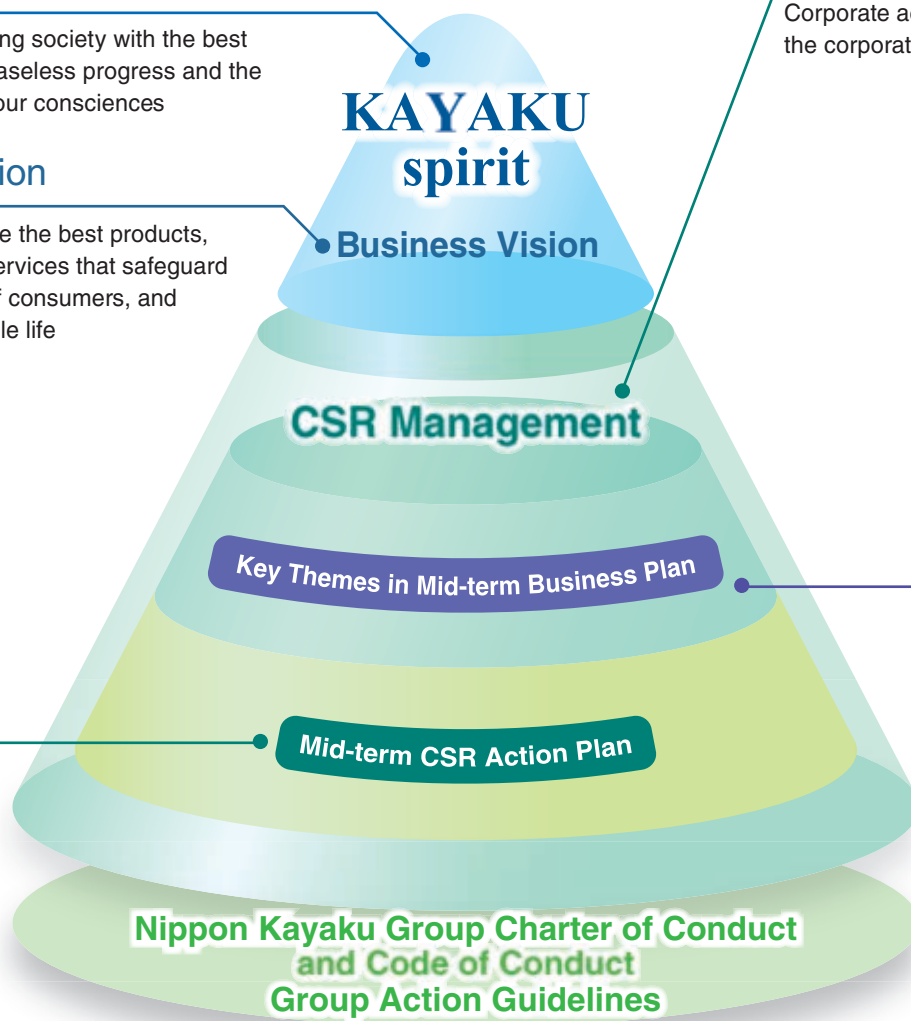 ng society with the best
aseless progress and the
our consciences
ion
e the best products,
ervices that safeguard
f consumers, and
le life
Corporate a
the corporat
KAYAKU
spirit
Business Vision
CSR Management
Key Themes in Mid-term Business Plan
Mid-term CSR Action Plan
Nippon Kayaku Group Charter of Conduct
and Code of Conduct
Group Action Guidelines